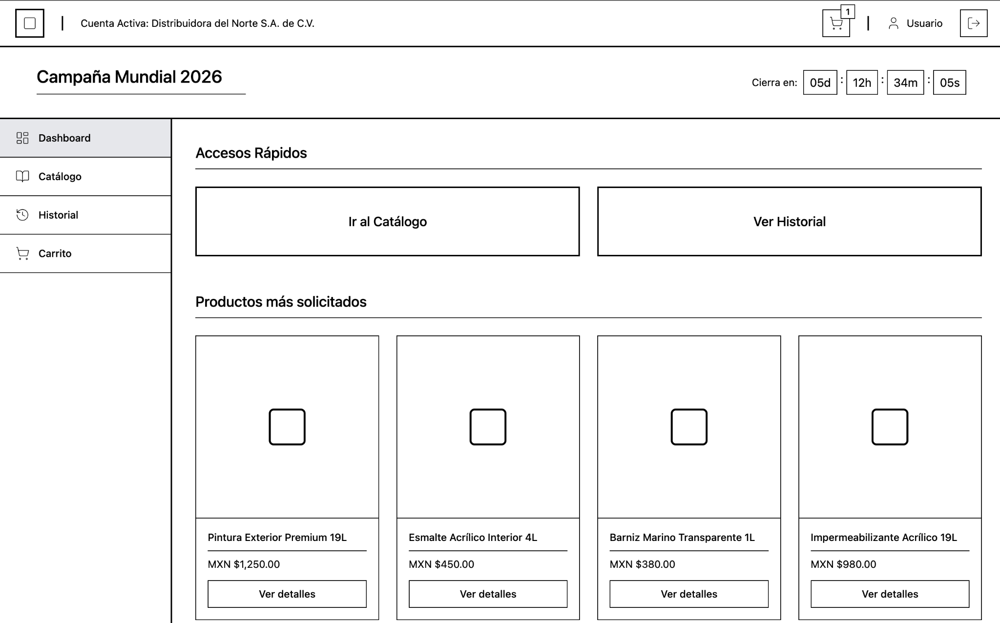 Cuenta Activa: Distribuidora del Norte S.A. de C.V.
1
Usuario
Campaña Mundial 2026
Cierra en: 05d : 12h : 34m : 05s
Dashboard
Catálogo
Historial
Carrito
Accesos Rápidos
Ir al Catálogo
Ver Historial
Productos más solicitados
Pintura Exterior Premium 19L
MXN $1,250.00
Ver detalles
Esmalte Acrílico Interior 4L
MXN $450.00
Ver detalles
Barniz Marino Transparente 1L
MXN $380.00
Ver detalles
Impermeabilizante Acrílico 19L
MXN $980.00
Ver detalles